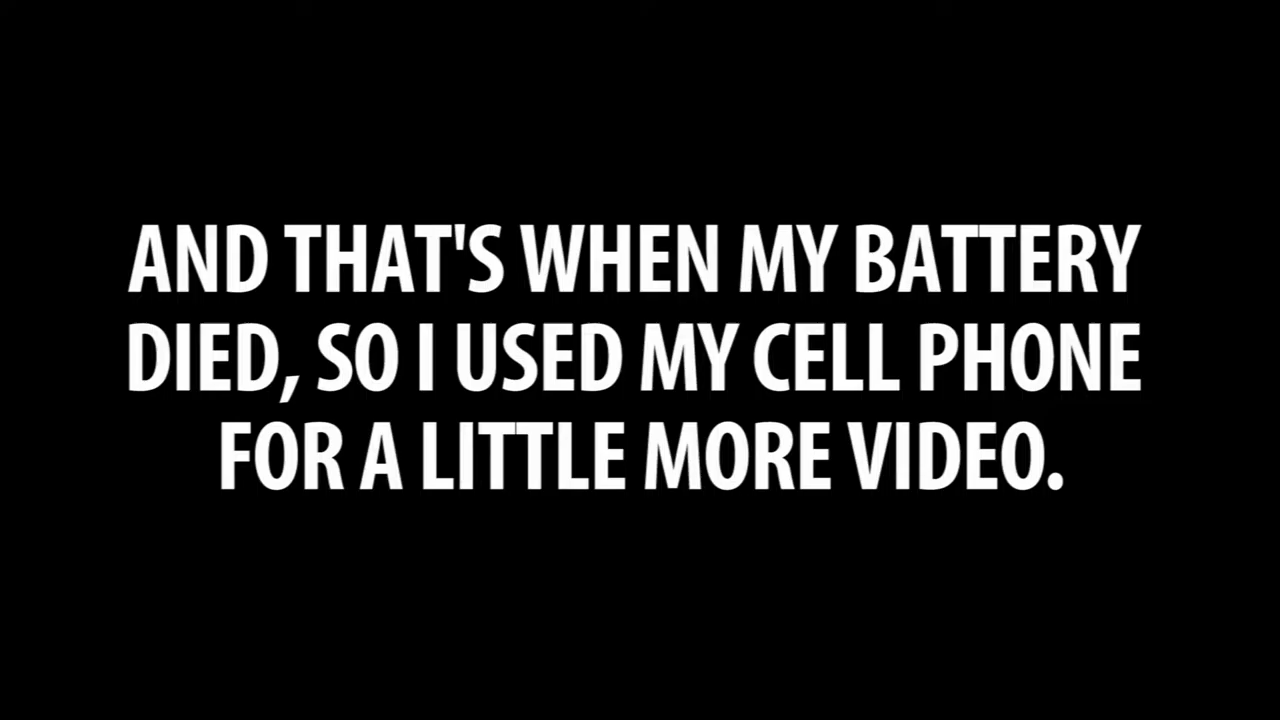 AND THAT'S WHEN MY BATTERY
DIED, SO I USED MY CELL PHONE
FOR A LITTLE MORE VIDEO.